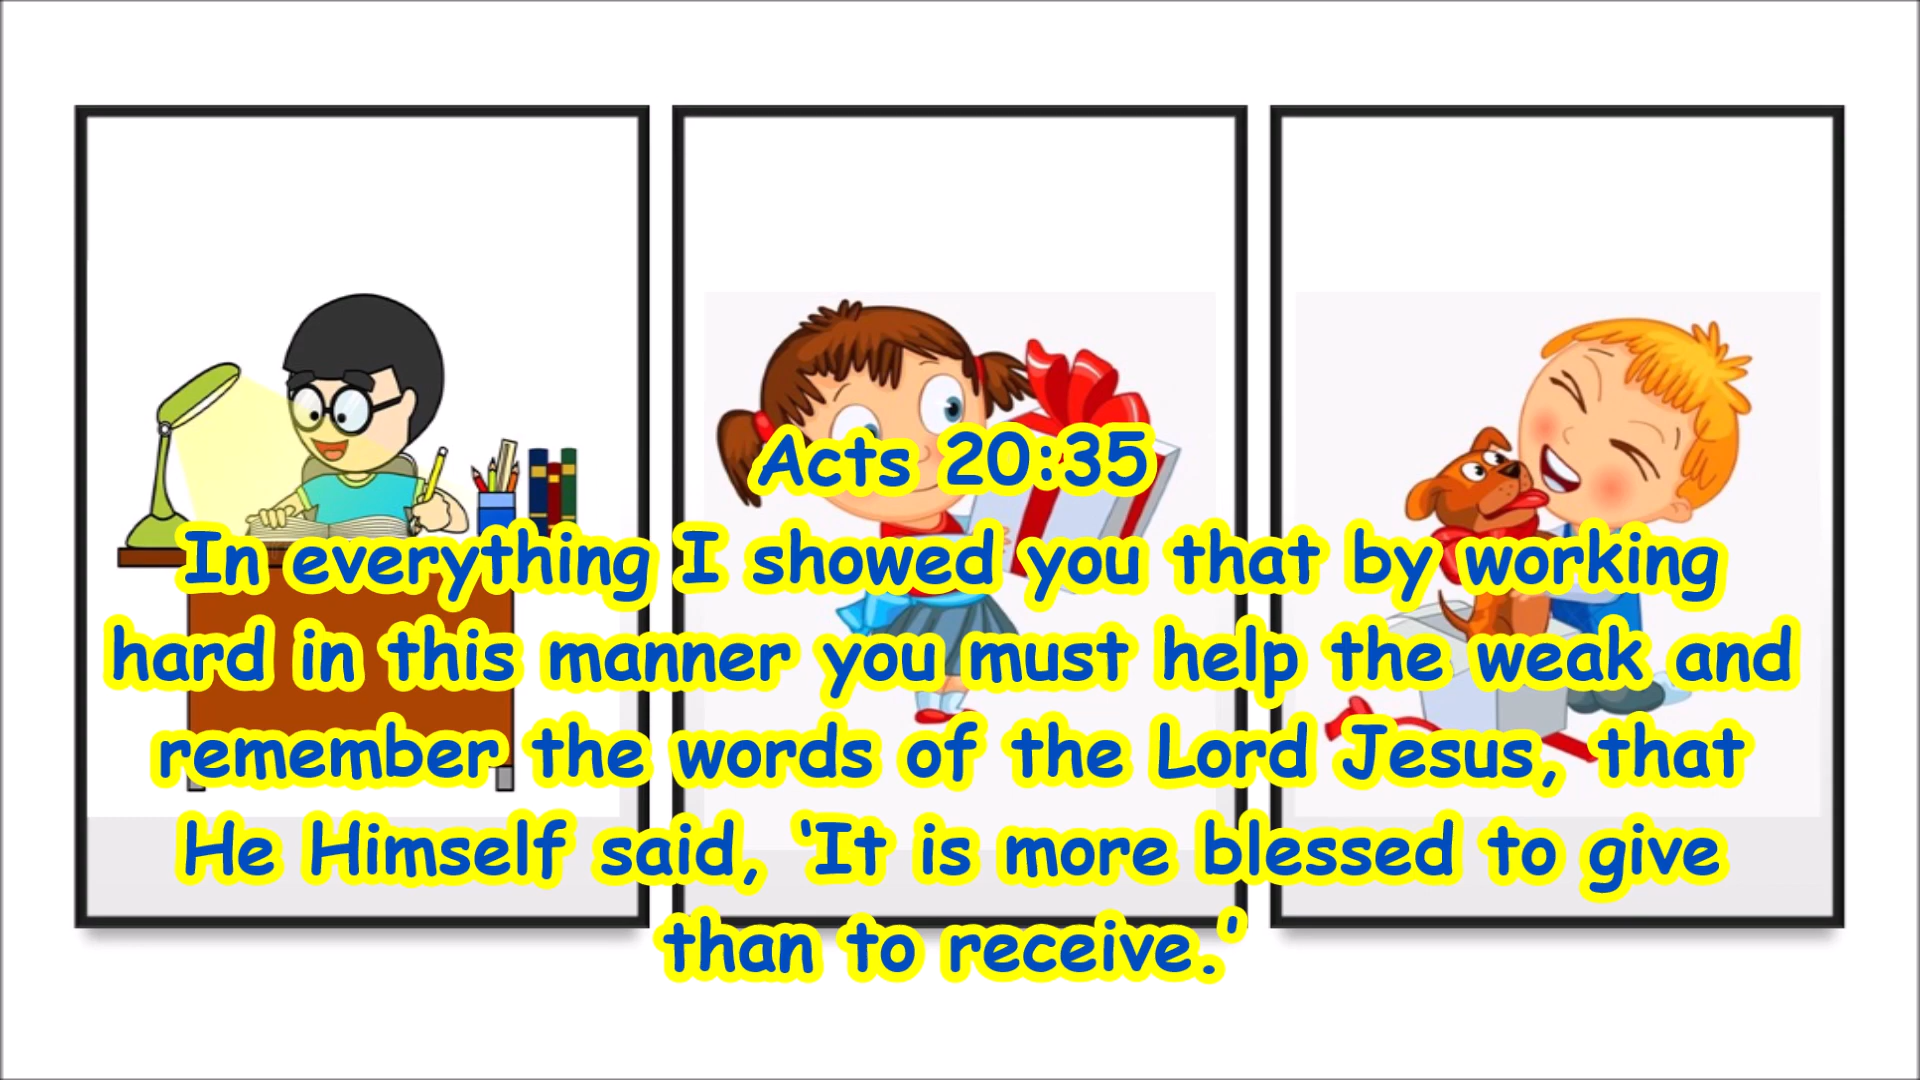 Acts 20:35
In everything I showed you that by working
hard in this manner you must help the weak and
remember the words of the Lord Jesus, that
He Himself said, ‘It is more blessed to give
than to receive.’